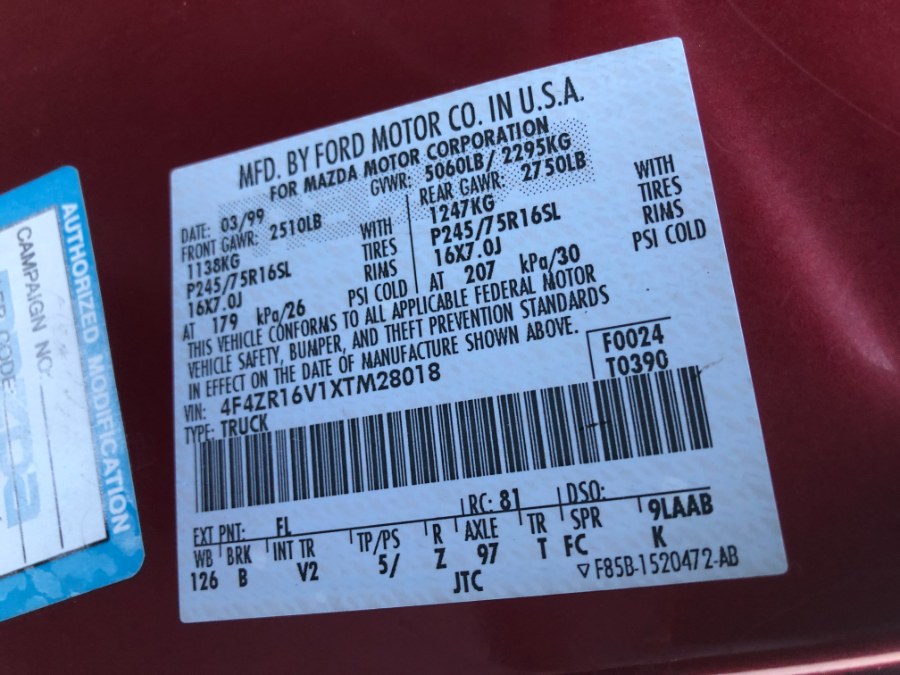 MFD. BY FORD MOTOR CO. IN U.S.A.
FOR MAZDA MOTOR CORPORATION
DATE: 03/99 GVWR: 5060LB/ 2295KG
FRONT GAWR: 2510LB REAR GAWR: 2750LB
1138KG WITH 1247KG WITH
P245/75R16SL TIRES P245/75R16SL TIRES
16X7.0J RINS 16X7.0J RINS
AT 179 kPa/26 PSI COLD AT 207 kPa/30 PSI COLD
THIS VEHICLE CONFORMS TO ALL APPLICABLE FEDERAL MOTOR
VEHICLE SAFETY, BUMPER, AND THEFT PREVENTION STANDARDS
IN EFFECT ON THE DATE OF MANUFACTURE SHOWN ABOVE.
VIN: 4F4ZR16V1XTM28018 F0024
TYPE: TRUCK T0390
EXT PNT: FL RC: 81 DSO:
WB BRK INT TR TP/PS R AXLE TR SPR 9LAAB
126 B V2 5/ Z 97 T FC K
JTC F85B-1520472-AB
AUTHORIZED MODIFICATION
CAMPAIGN NO:
CODE